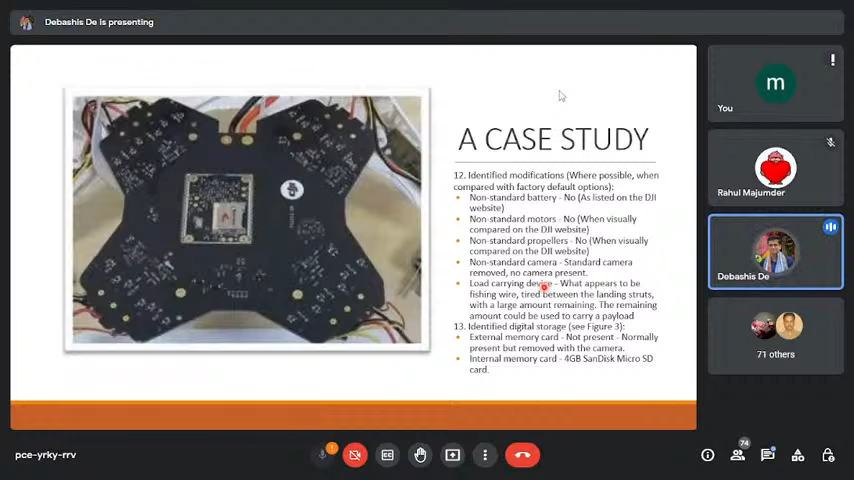 Debashis De is presenting
A CASE STUDY
12. Identified modifications (Where possible, when
compared with factory default options):
• Non-standard battery - No (As listed on the DJI
website)
• Non-standard motors - No (When visually
compared on the DJI website)
• Non-standard propellers - No (When visually
compared on the DJI website)
• Non-standard camera - Standard camera
removed, no camera present.
• Load carrying device - What appears to be
fishing wire, tired between the landing struts,
with a large amount remaining. The remaining
amount could be used to carry a payload
13. Identified digital storage (see Figure 3):
• External memory card - Not present - Normally
present but removed with the camera.
• Internal memory card - 4GB SanDisk Micro SD
card.
m
You
Rahul Majumder
Debashis De
71 others
pce-yrky-rrv
1
CC
74